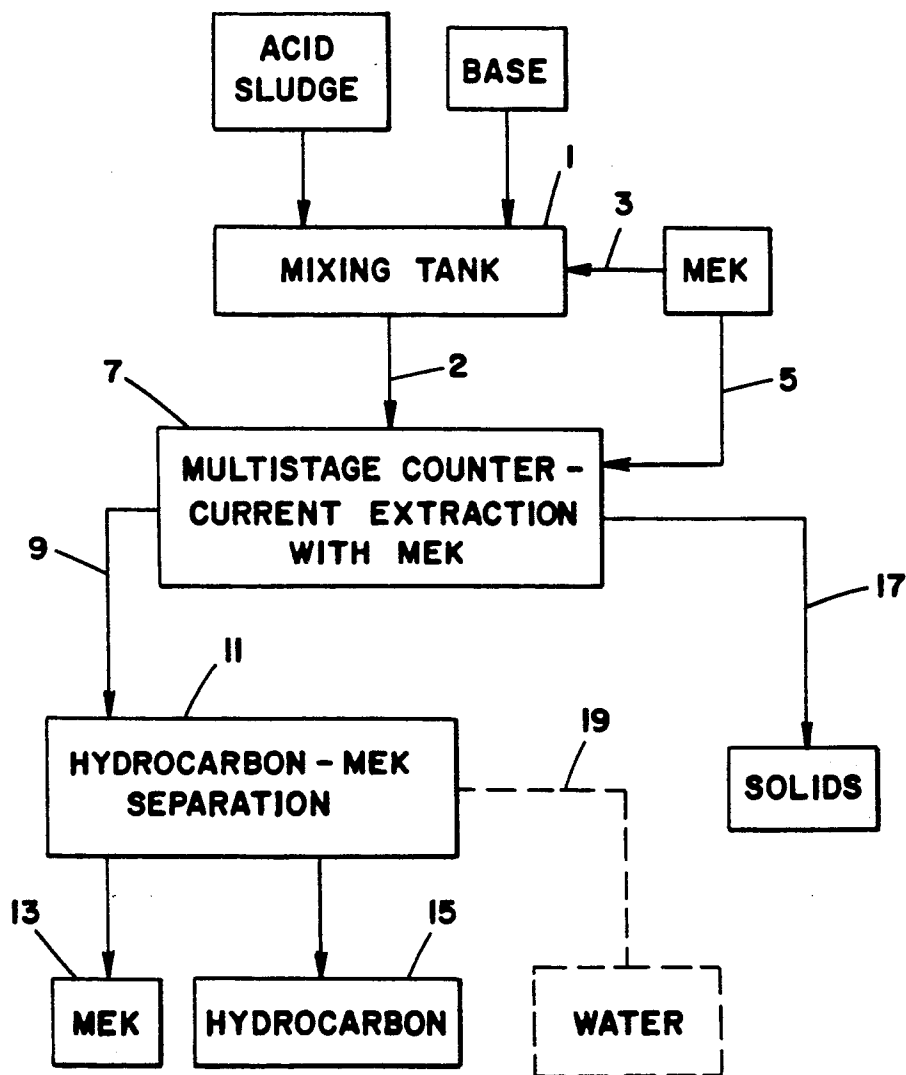 ACID
SLUDGE
BASE
1
3
MIXING TANK
MEK
2
5
7
MULTISTAGE COUNTER-
CURRENT EXTRACTION
WITH MEK
9
17
11
19
HYDROCARBON-MEK
SEPARATION
SOLIDS
13
15
MEK
HYDROCARBON
WATER